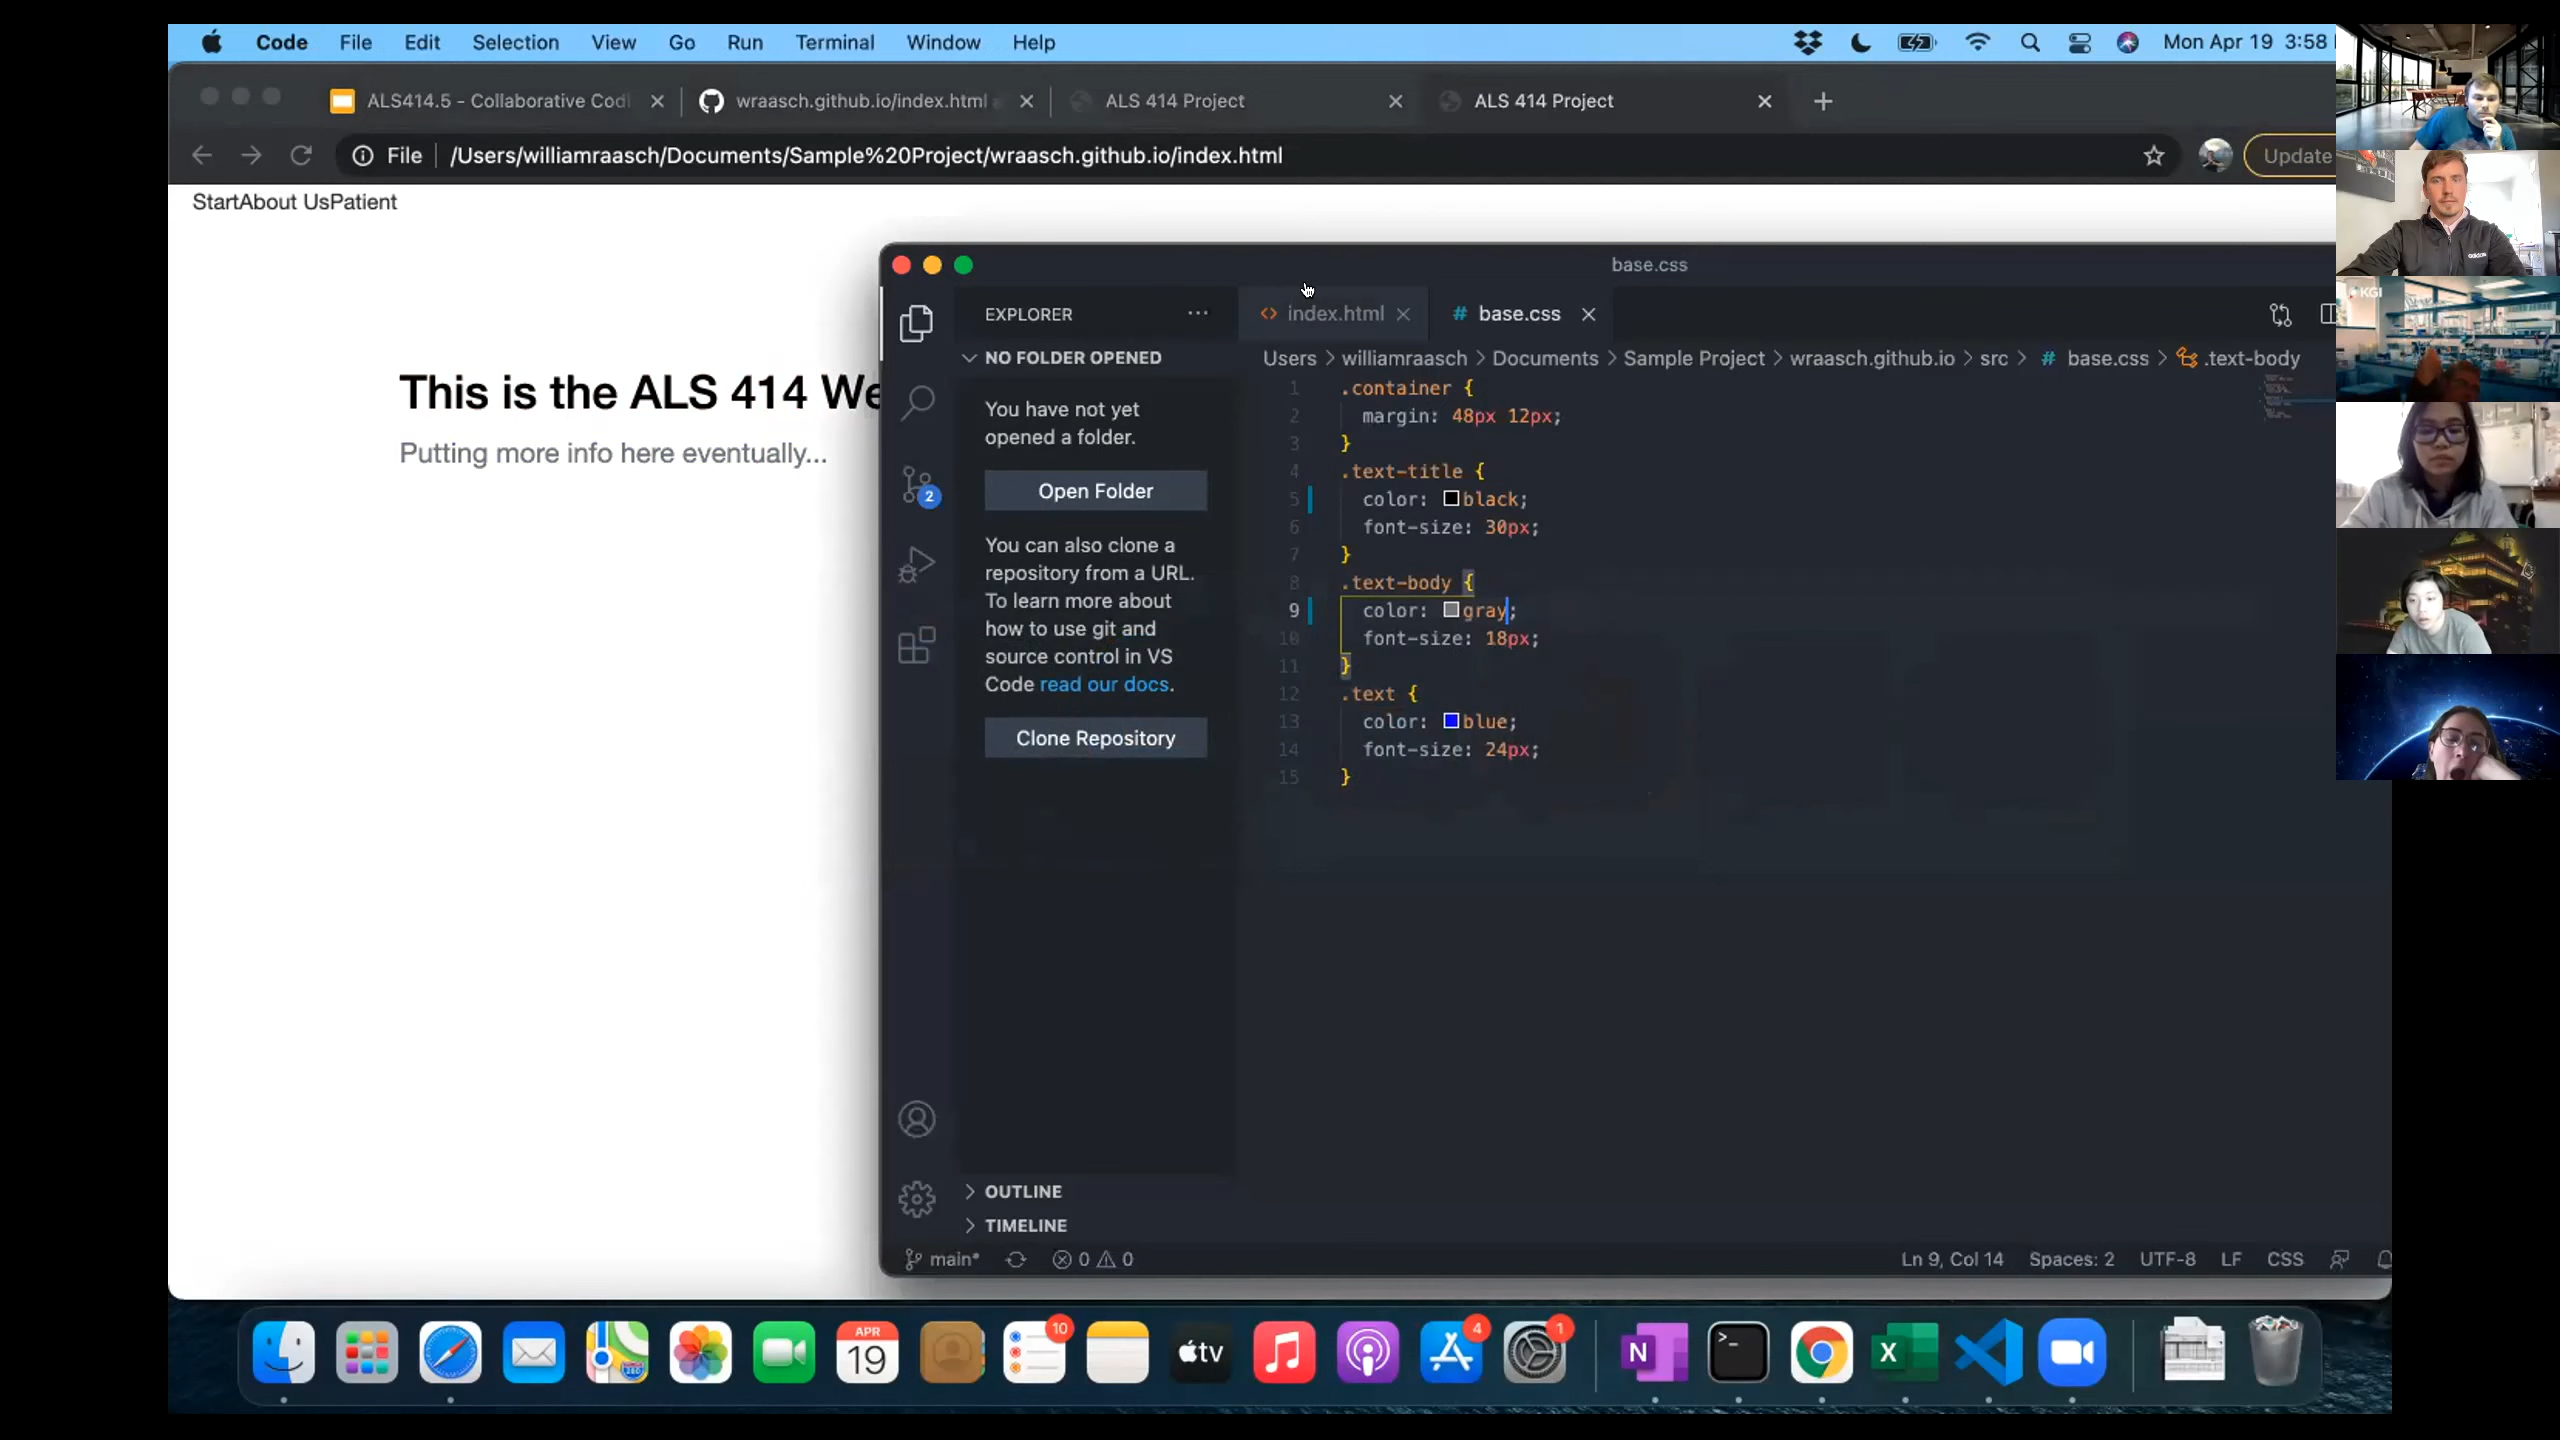 Code File Edit Selection View Go Run Terminal Window Help Mon Apr 19 3:58
ALS414.5 - Collaborative Codi
wraasch.github.io/index.html
ALS 414 Project
ALS 414 Project
File /Users/williamraasch/Documents/Sample%20Project/wraasch.github.io/index.html
Update
StartAbout UsPatient
This is the ALS 414 We
Putting more info here eventually...
base.css
EXPLORER
index.html
# base.css
NO FOLDER OPENED
You have not yet
opened a folder.
Open Folder
You can also clone a
repository from a URL.
To learn more about
how to use git and
source control in VS
Code read our docs.
Clone Repository
2
OUTLINE
TIMELINE
Users > williamraasch > Documents > Sample Project > wraasch.github.io > src > # base.css > .text-body
1 .container {
2 margin: 48px 12px;
3 }
4 .text-title {
5 color: black;
6 font-size: 30px;
7 }
8 .text-body {
9 color: gray;
10 font-size: 18px;
11 }
12 .text {
13 color: blue;
14 font-size: 24px;
15 }
main* 0 0 Ln 9, Col 14 Spaces: 2 UTF-8 LF CSS
KGI
adidas
APR
19
10
tv
4
1
N
>_
X